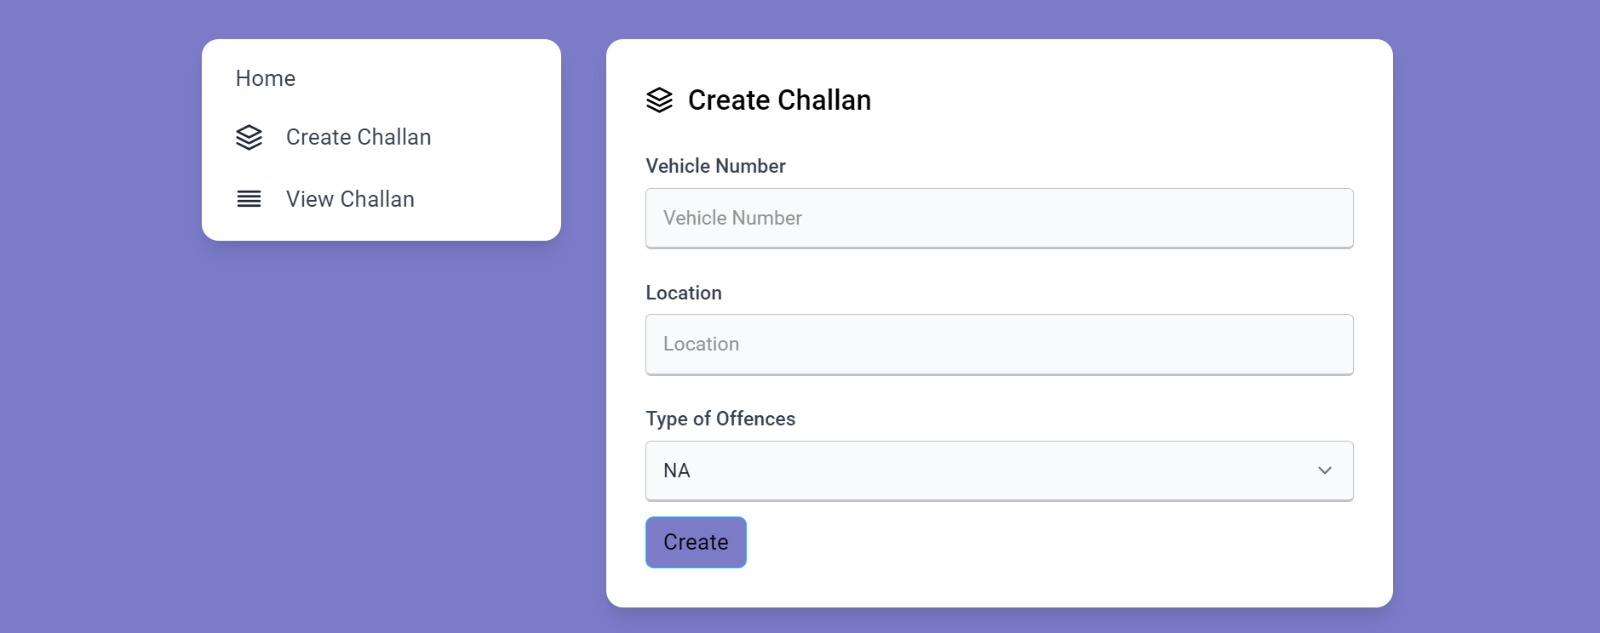 Home
Create Challan
View Challan
Create Challan
Vehicle Number
Vehicle Number
Location
Location
Type of Offences
NA
Create